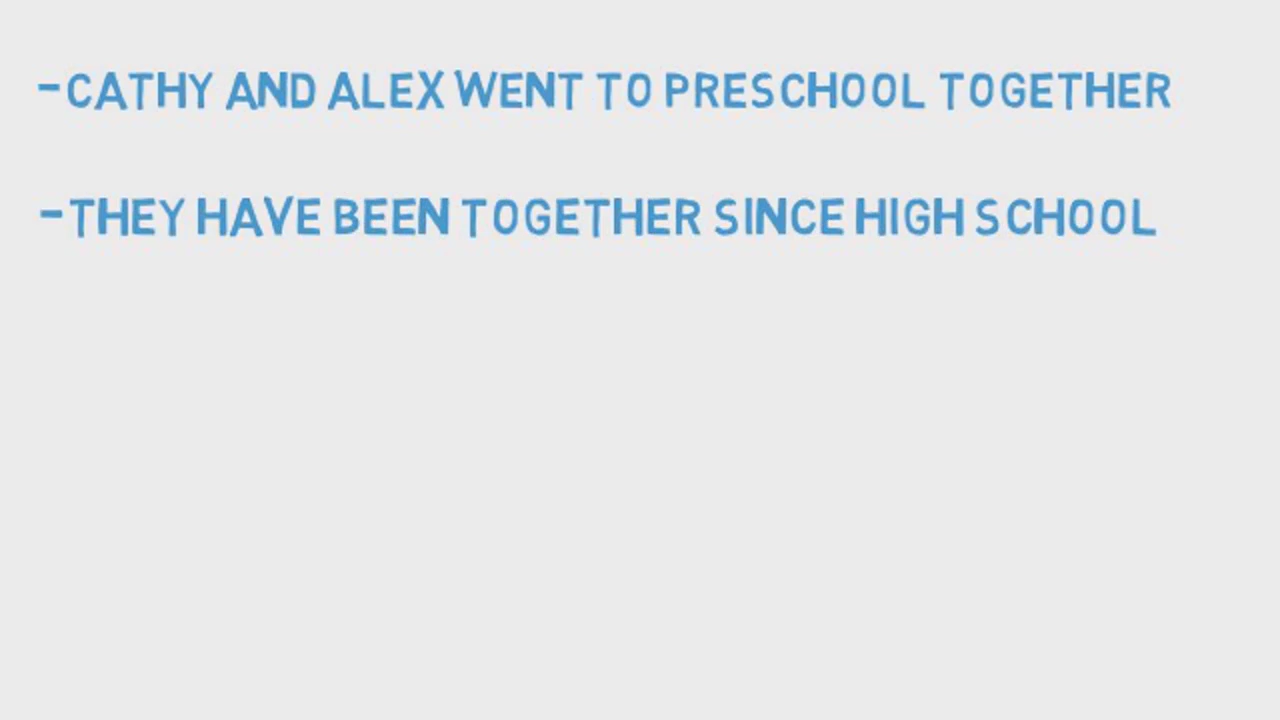 -CATHY AND ALEX WENT TO PRESCHOOL TOGETHER
-THEY HAVE BEEN TOGETHER SINCE HIGH SCHOOL